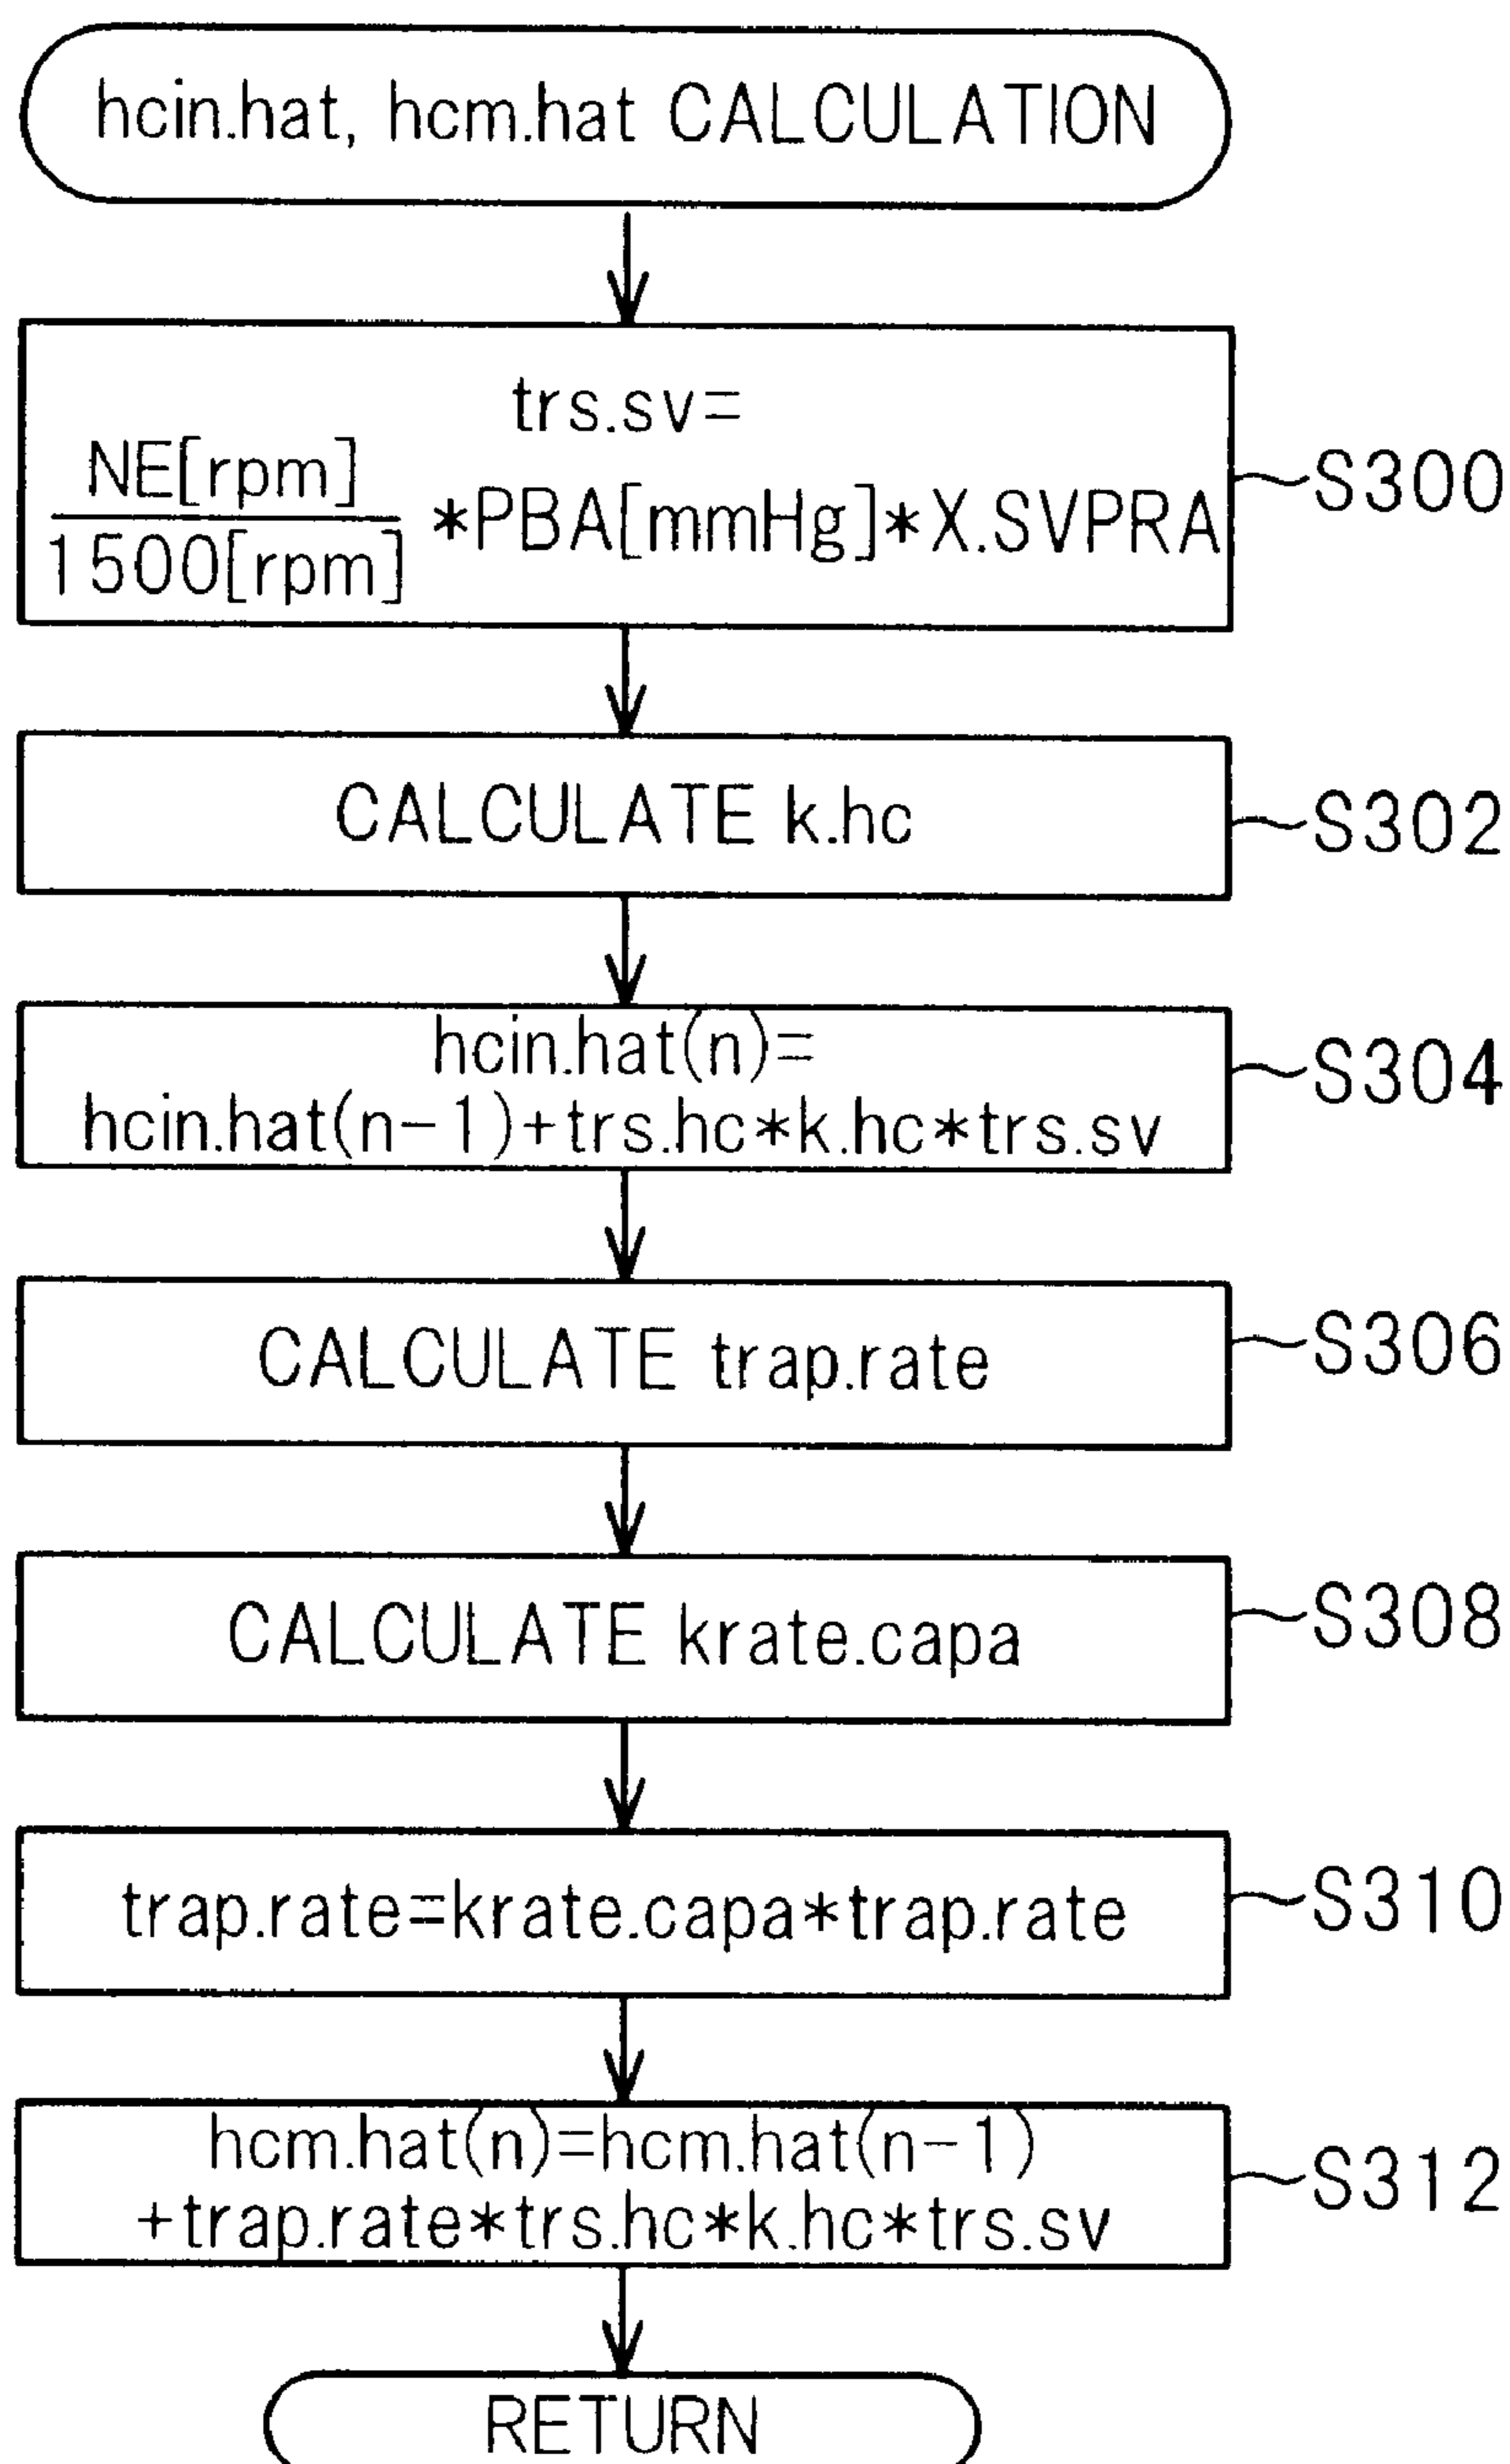 hcin.hat, hcm.hat CALCULATION
trs.sv=
NE[rpm]
1500[rpm]
*PBA[mmHg]*X.SVPRA
S300
CALCULATE k.hc
S302
hcin.hat(n)=
hcin.hat(n-1)+trs.hc*k.hc*trs.sv
S304
CALCULATE trap.rate
S306
CALCULATE krate.capa
S308
trap.rate=krate.capa*trap.rate
S310
hcm.hat(n)=hcm.hat(n-1)
+trap.rate*trs.hc*k.hc*trs.sv
S312
RETURN